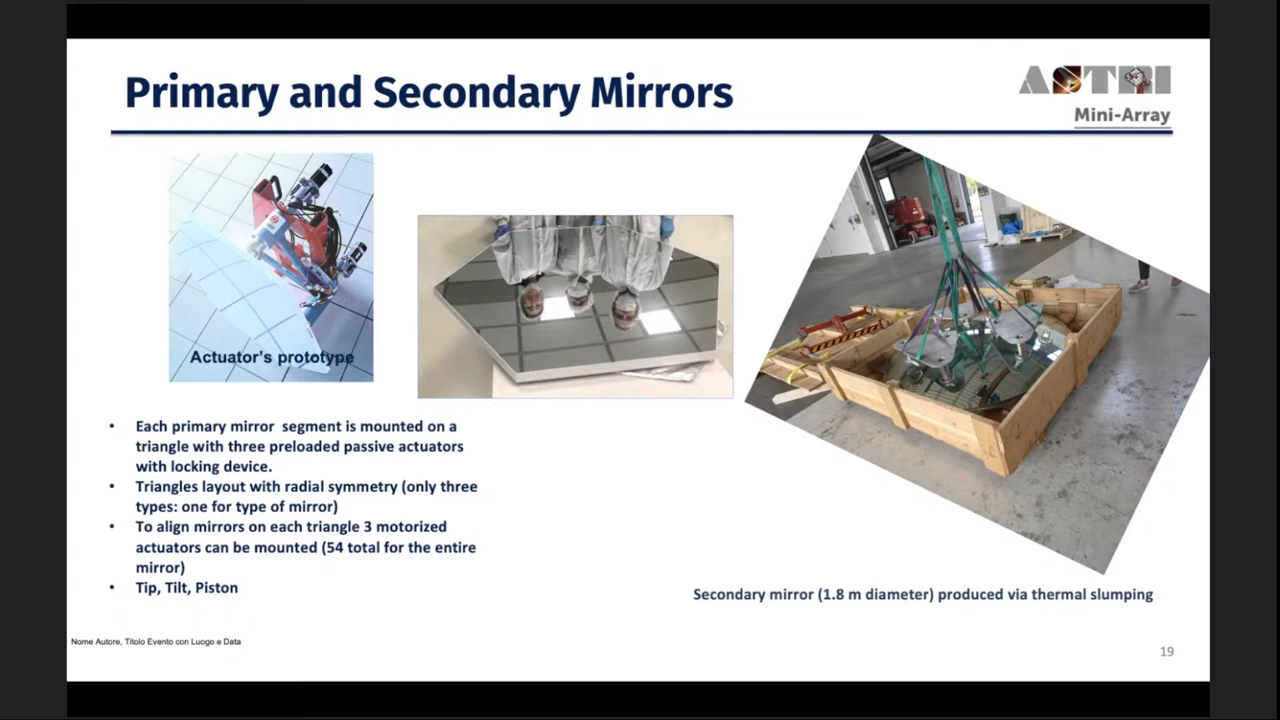 Primary and Secondary Mirrors
ASTRI
Mini-Array
Actuator's prototype
• Each primary mirror segment is mounted on a
triangle with three preloaded passive actuators
with locking device.
• Triangles layout with radial symmetry (only three
types: one for type of mirror)
• To align mirrors on each triangle 3 motorized
actuators can be mounted (54 total for the entire
mirror)
• Tip, Tilt, Piston
Secondary mirror (1.8 m diameter) produced via thermal slumping
Nome Autore, Titolo Evento con Luogo e Data
19